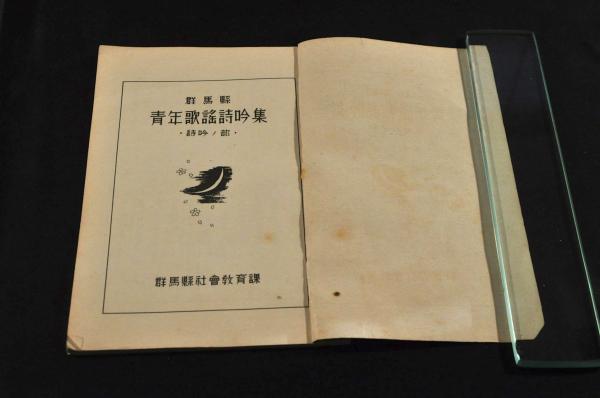 群馬縣
青年歌謠詩吟集
・詩吟ノ部・
群馬縣社會教育課